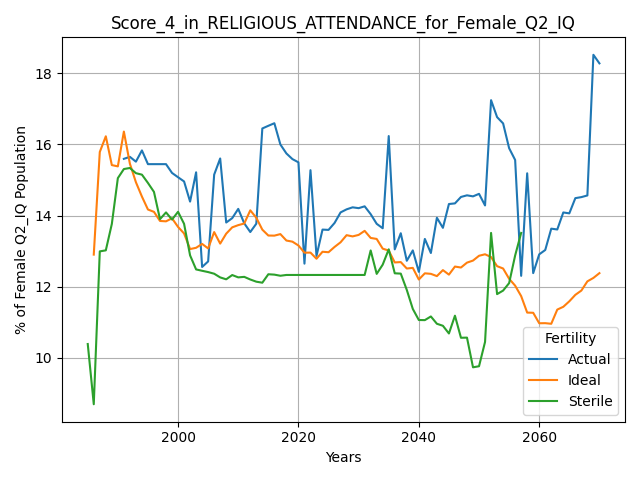 Score_4_in_RELIGIOUS_ATTENDANCE_for_Female_Q2_IQ
% of Female Q2_IQ Population
18
16
14
12
10
2000
2020
2040
2060
Years
Fertility
Actual
Ideal
Sterile